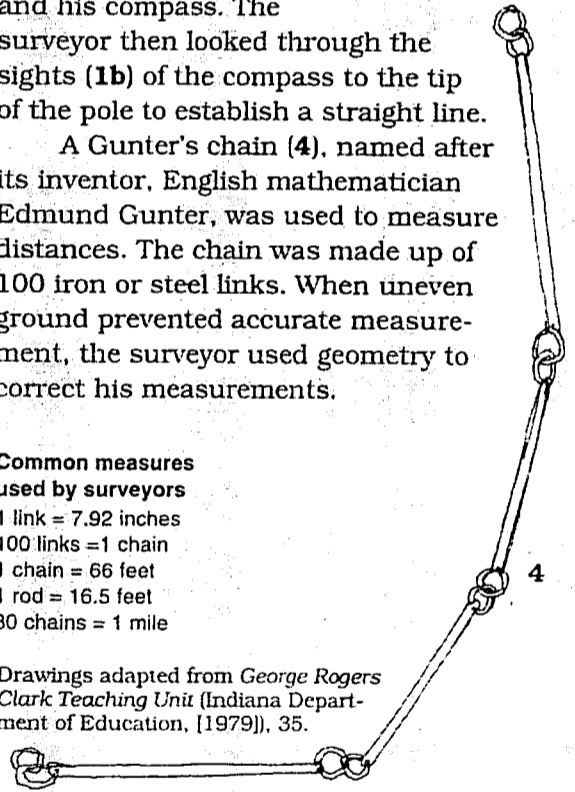 and his compass. The
surveyor then looked through the
sights (1b) of the compass to the tip
of the pole to establish a straight line.
A Gunter's chain (4), named after
its inventor, English mathematician
Edmund Gunter, was used to measure
distances. The chain was made up of
100 iron or steel links. When uneven
ground prevented accurate measure-
ment, the surveyor used geometry to
correct his measurements.
Common measures
used by surveyors
1 link = 7.92 inches
100 links =1 chain
1 chain = 66 feet
1 rod = 16.5 feet
80 chains = 1 mile
4
Drawings adapted from George Rogers
Clark Teaching Unit (Indiana Depart-
ment of Education, [1979]), 35.